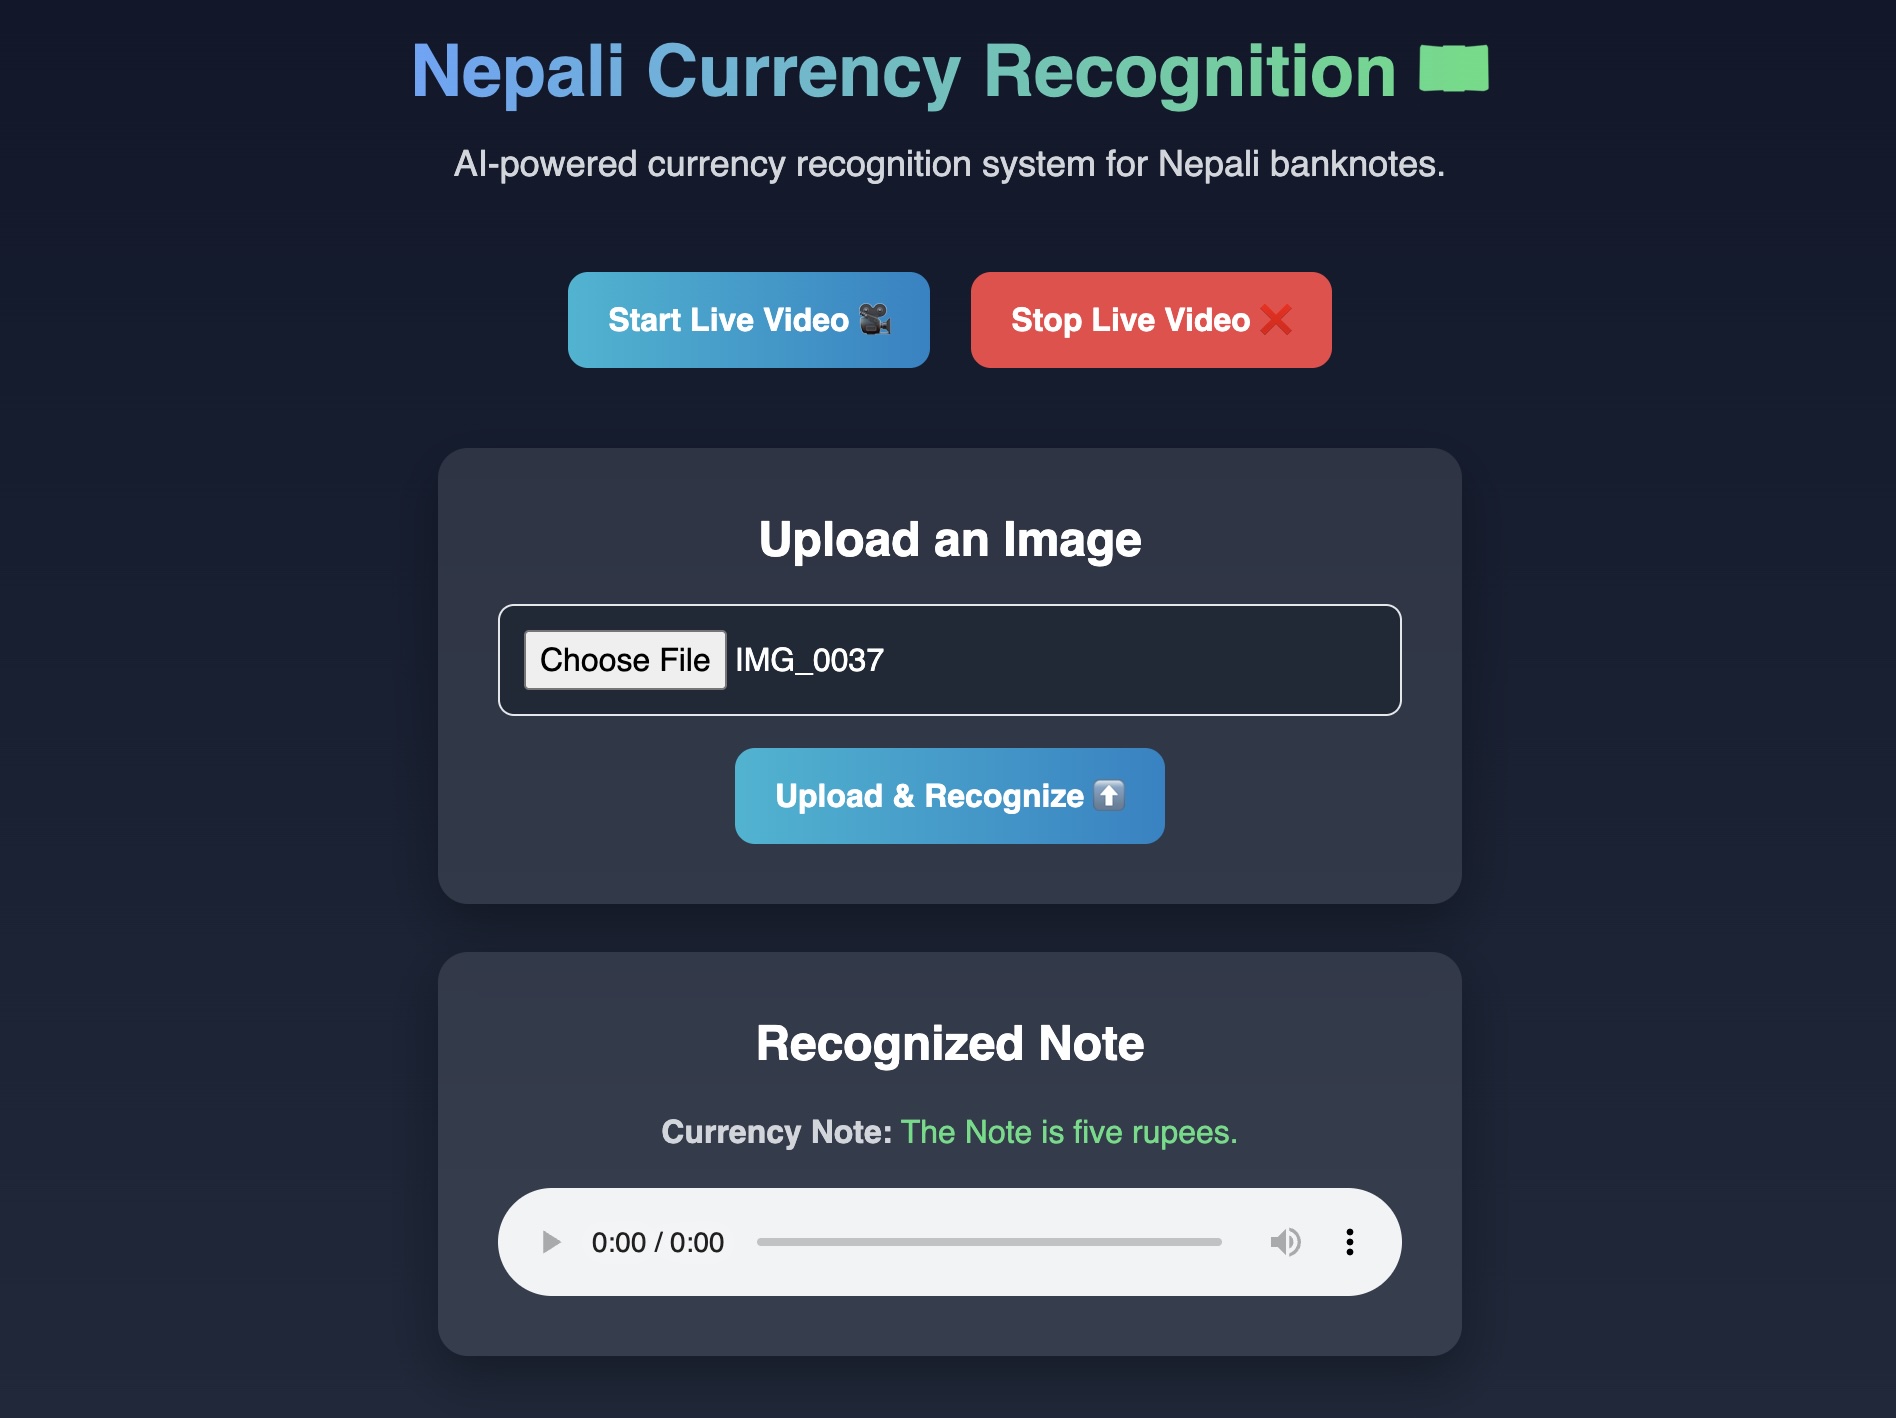 Nepali Currency Recognition
AI-powered currency recognition system for Nepali banknotes.
Start Live Video
Stop Live Video
Upload an Image
Choose File IMG_0037
Upload & Recognize
Recognized Note
Currency Note: The Note is five rupees.
0:00 / 0:00